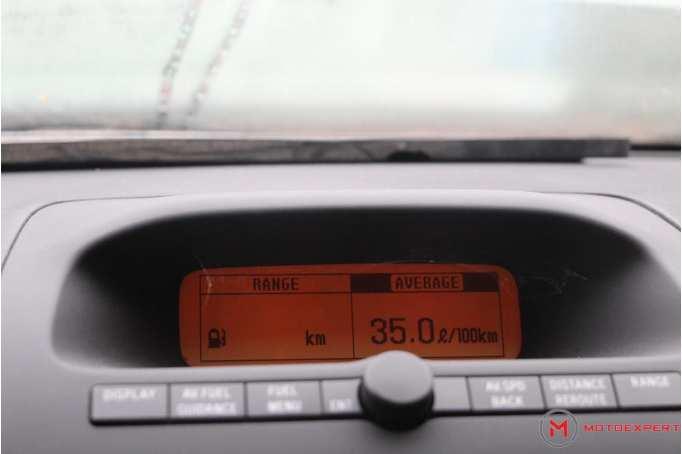 RANGE AVERAGE
km 35.0 ℓ/100km
DISPLAY AV.FUEL FUEL AV.SPD DISTANCE RANGE
GUIDANCE MENU ENT BACK REROUTE
M MOTOEXPERT